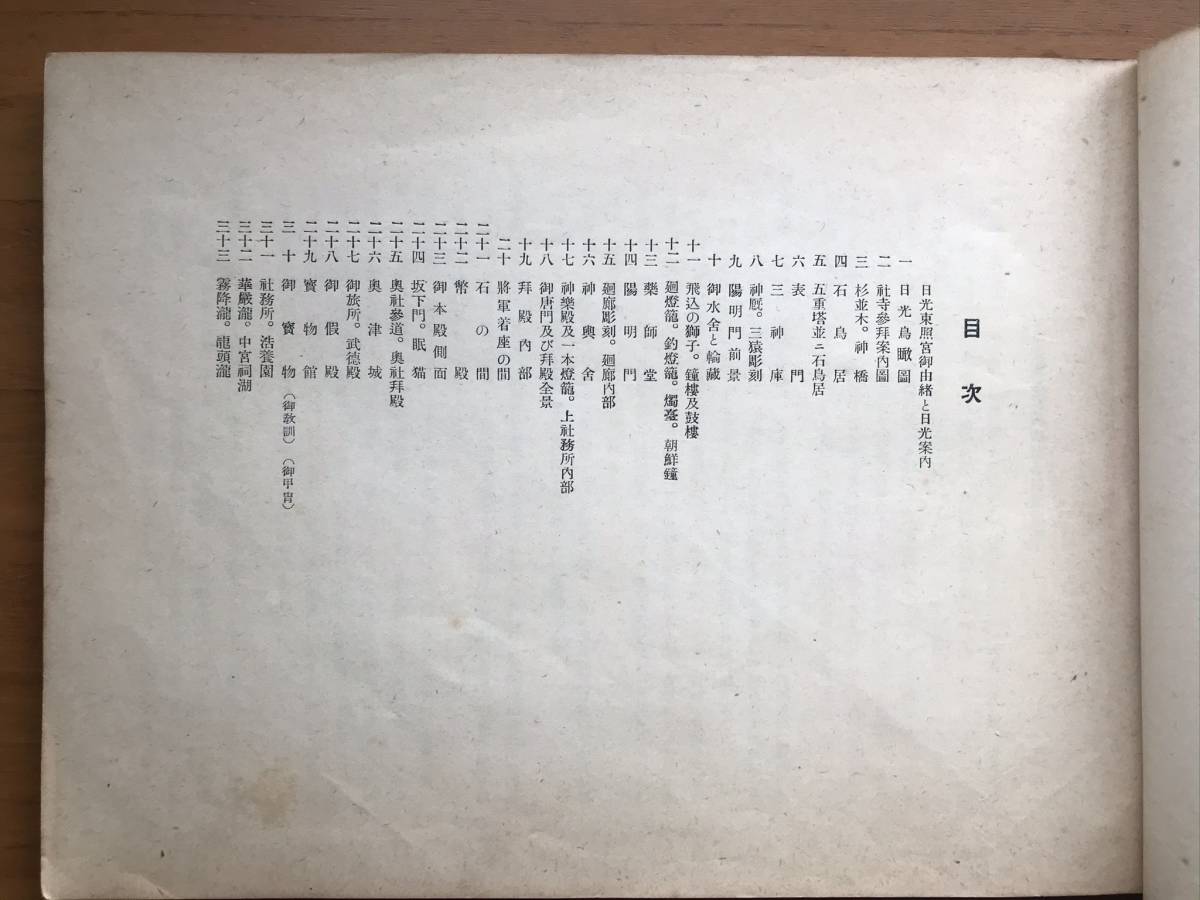 目次
日光東照宮御由緒と日光案内
一 日光鳥瞰圖
二 社寺參拜案內圖
三 杉並木。神橋
四 石鳥居
五 五重塔並ニ石鳥居
六 表門
七 三神庫
八 神厩。三猿彫刻
九 陽明門前景
十 御水舍と輪藏
十一 飛込の獅子。鐘樓及鼓樓
十二 廻燈籠。釣燈籠。燭臺。朝鮮鐘
十三 藥師堂
十四 陽明門
十五 廻廊彫刻。廻廊內部
十六 神輿舍
十七 神樂殿及一本燈籠。上社務所內部
十八 御唐門及び拜殿全景
十九 拜殿內部
二十 將軍着座の間
二十一 石の間
二十二 幣殿
二十三 御本殿側面
二十四 坂下門。眠猫
二十五 奧社參道。奧社拜殿
二十六 奧津城
二十七 御旅所。武德殿
二十八 御假殿
二十九 寶物館
三十 御寶物(御敎訓)(御甲冑)
三十一 社務所。浩養園
三十二 華嚴瀧。中宮祠湖
三十三 霧降瀧。龍頭瀧